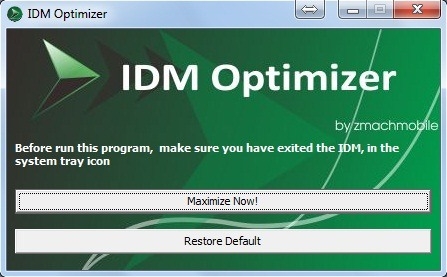 IDM Optimizer
IDM Optimizer
by zmachmobile
Before run this program,  make sure you have exited the IDM, in the
system tray icon
Maximize Now!
Restore Default